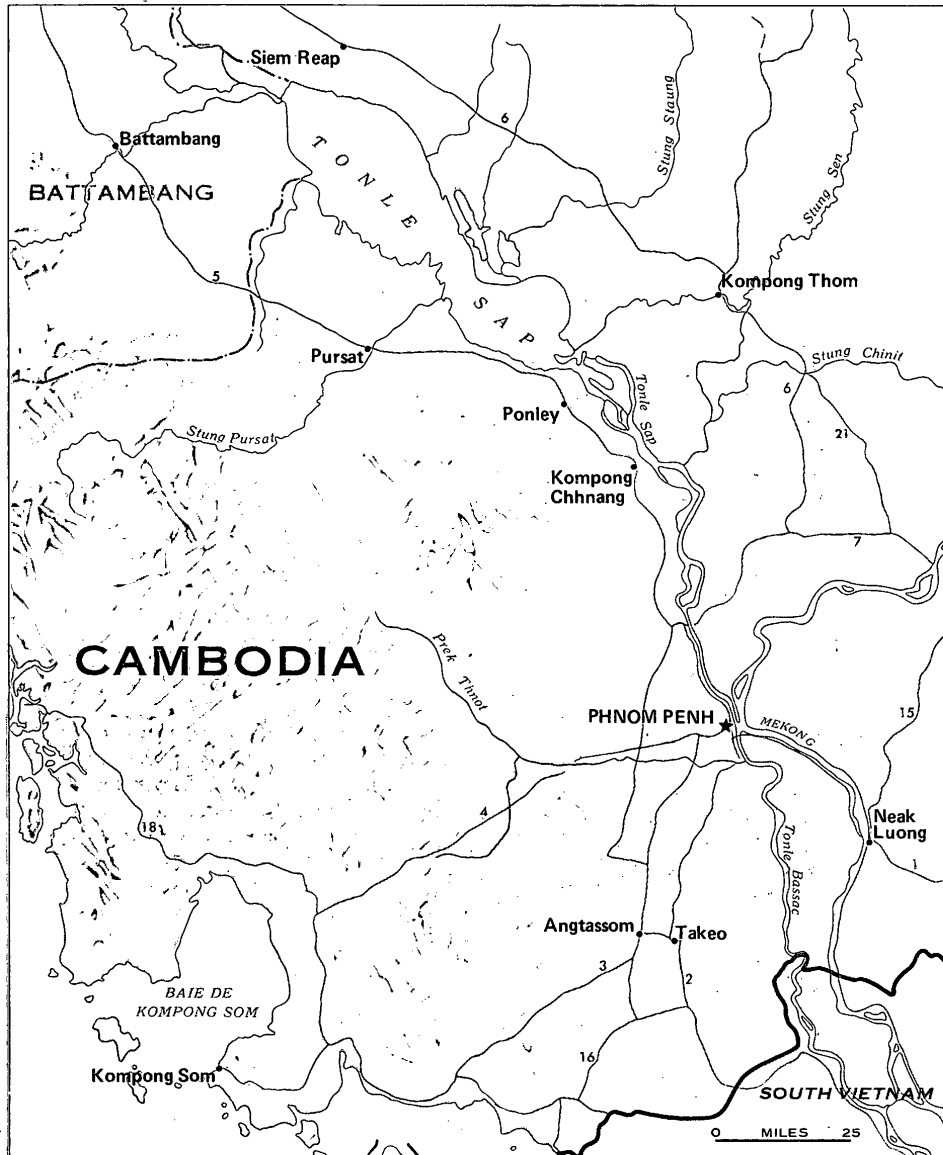 Siem Reap
Battambang
BATTAMBANG
TONLE SAP
6
Stung Staung
Stung Sen
5
Kompong Thom
Pursat
Stung Chinit
6
Ponley
Tonle Sap
21
Stung Pursat
Kompong
Chhnang
7
CAMBODIA
Prek Thnot
PHNOM PENH
MEKONG
15
4
Neak
Luong
18
Tonle Bassac
1
Angtassom
Takeo
3
2
BAIE DE
KOMPONG SOM
16
Kompong Som
SOUTH VIETNAM
0 MILES 25